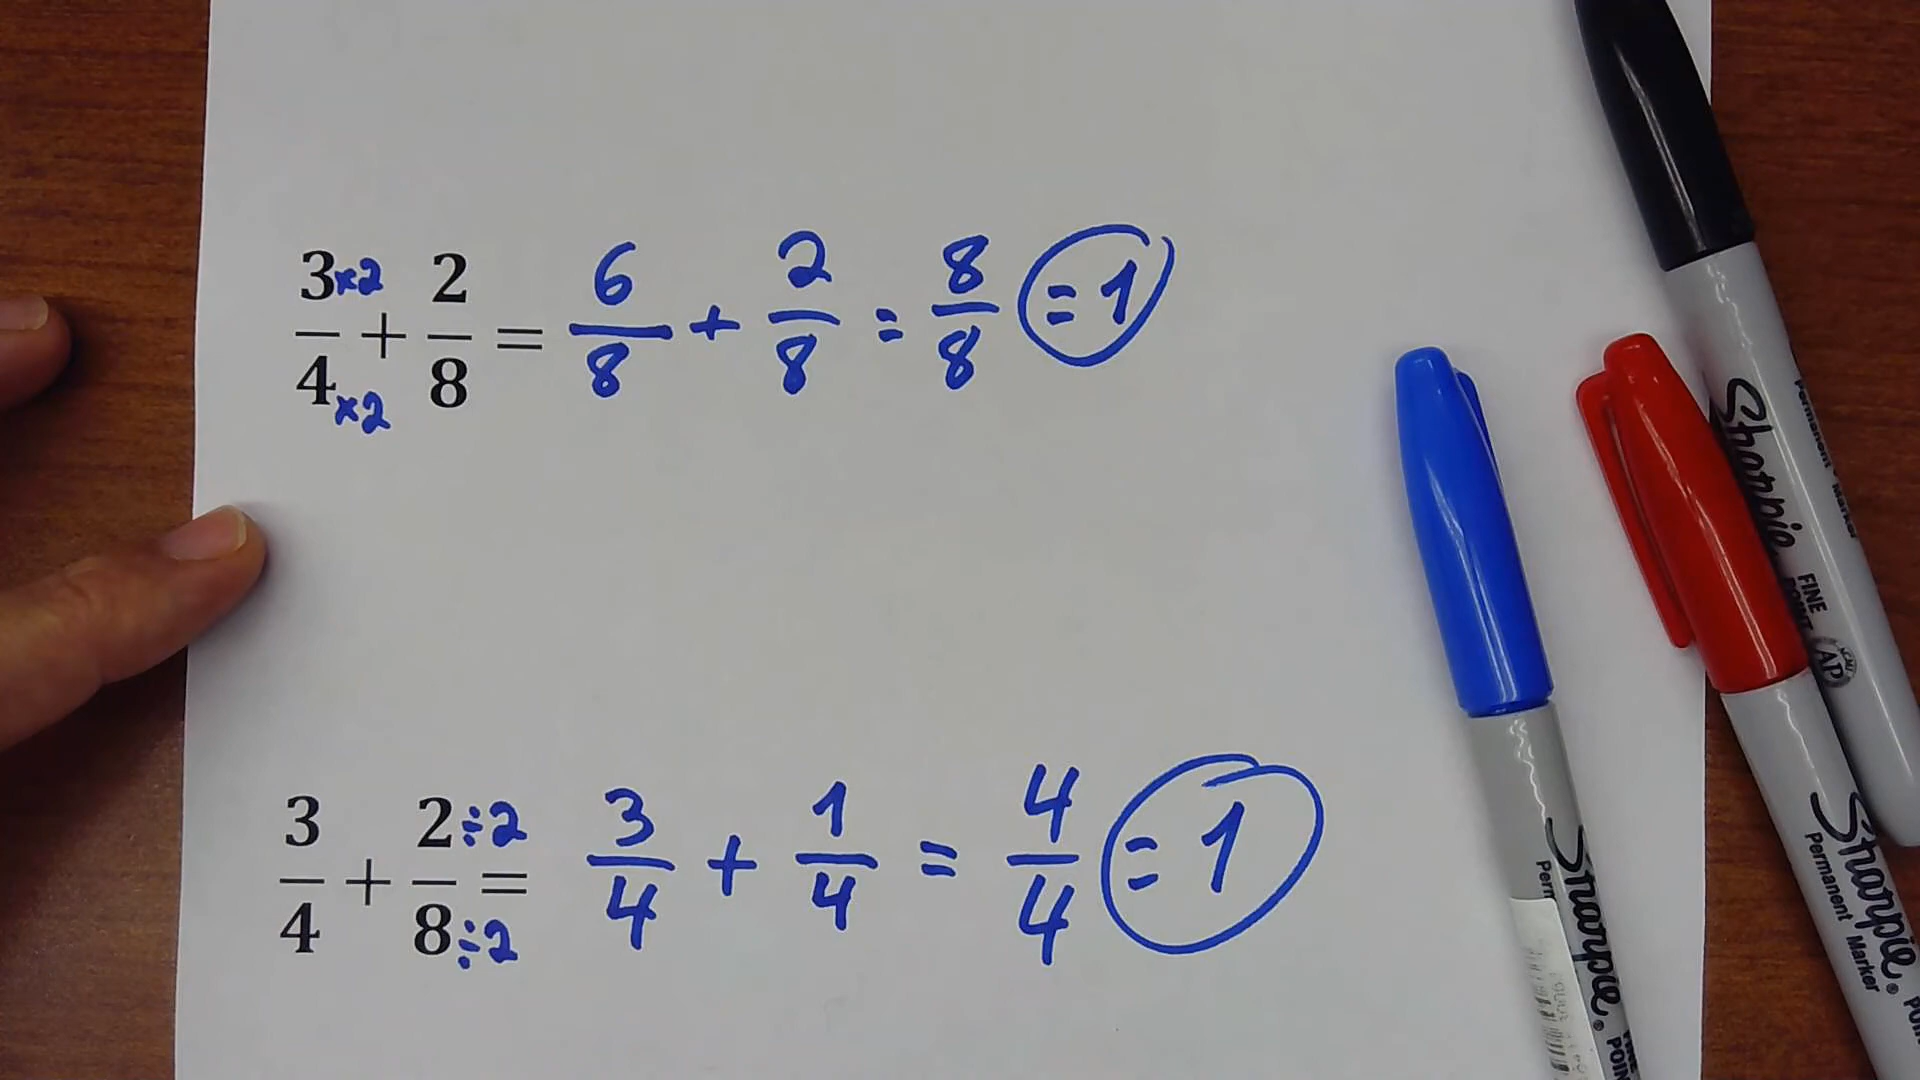 3×2/4×2 + 2/8 = 6/8 + 2/8 = 8/8 = 1
3/4 + 2÷2/8÷2 = 3/4 + 1/4 = 4/4 = 1
Sharpie
FINE
POINT
AP
Permanent Marker
Sharpie®
Permanent Marker
Sharpie®